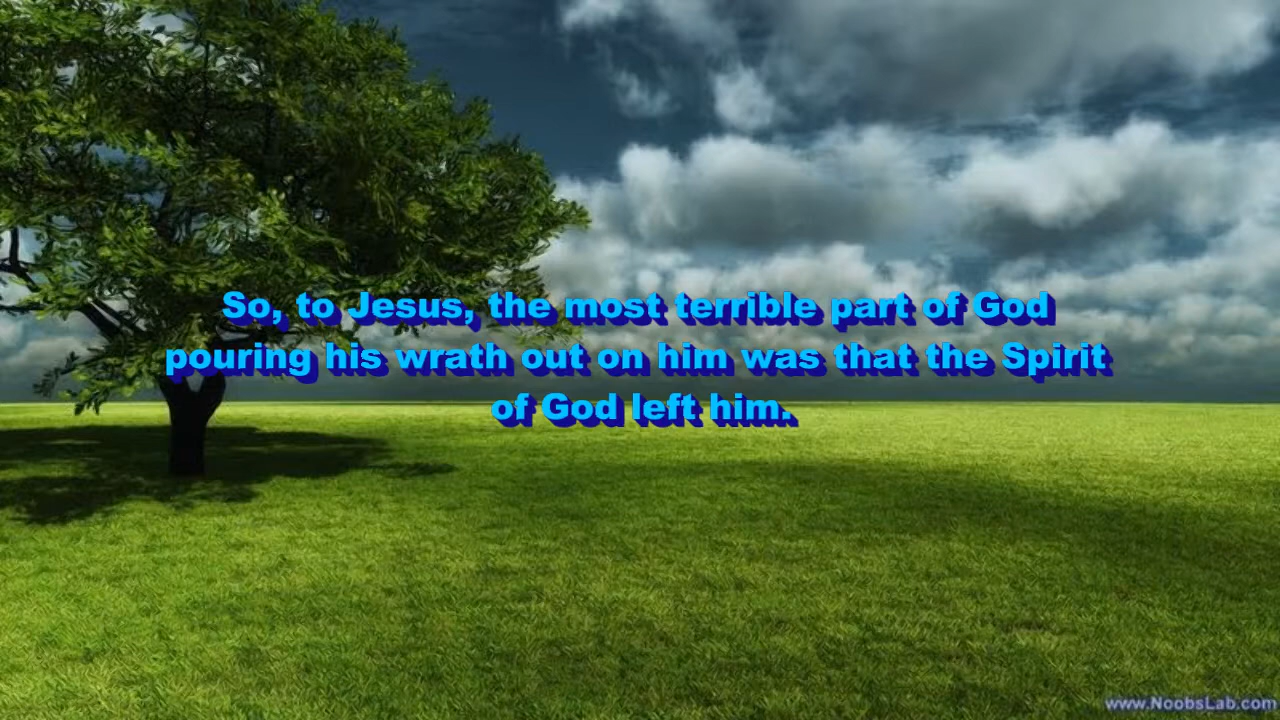 So, to Jesus, the most terrible part of God
pouring his wrath out on him was that the Spirit
of God left him.
www.NoobsLab.com